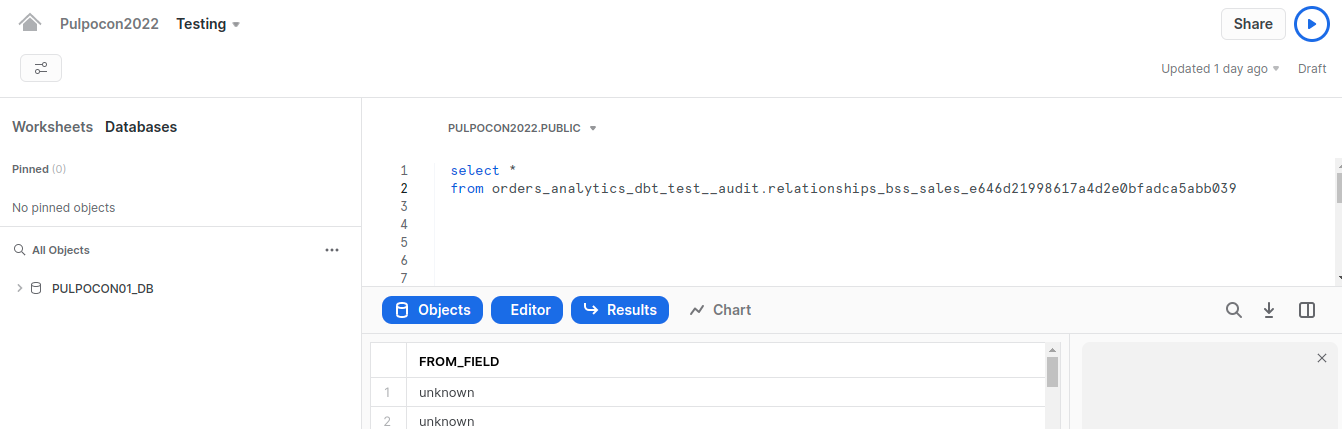 Pulpocon2022 Testing
Share
Updated 1 day ago Draft
Worksheets Databases
Pinned (0)
No pinned objects
All Objects
PULPOCON01_DB
PULPOCON2022.PUBLIC
1 select *
2 from orders_analytics_dbt_test__audit.relationships_bss_sales_e646d21998617a4d2e0bfadca5abb039
3
4
5
6
7
Objects Editor Results Chart
FROM_FIELD
1 unknown
2 unknown